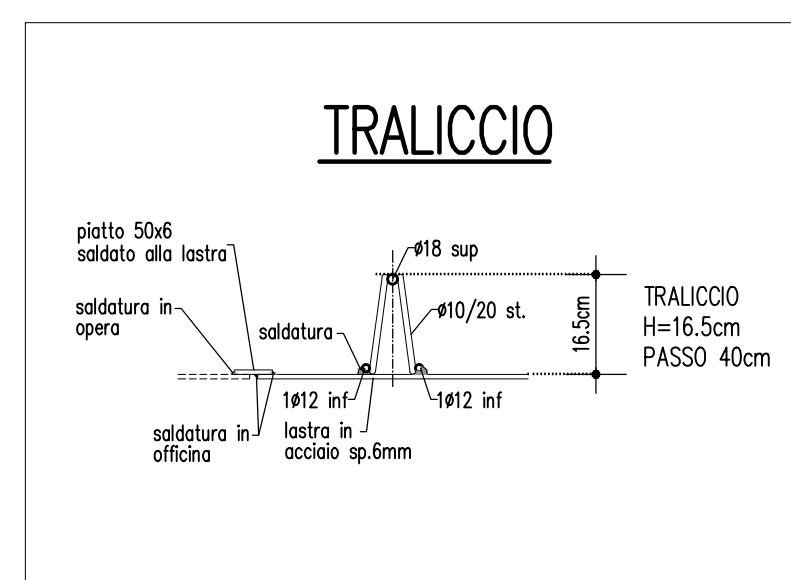 TRALICCIO
piatto 50x6
saldato alla lastra
ø18 sup
saldatura in
opera
saldatura
ø10/20 st.
16.5cm
TRALICCIO
H=16.5cm
PASSO 40cm
1ø12 inf
1ø12 inf
saldatura in
officina
lastra in
acciaio sp.6mm